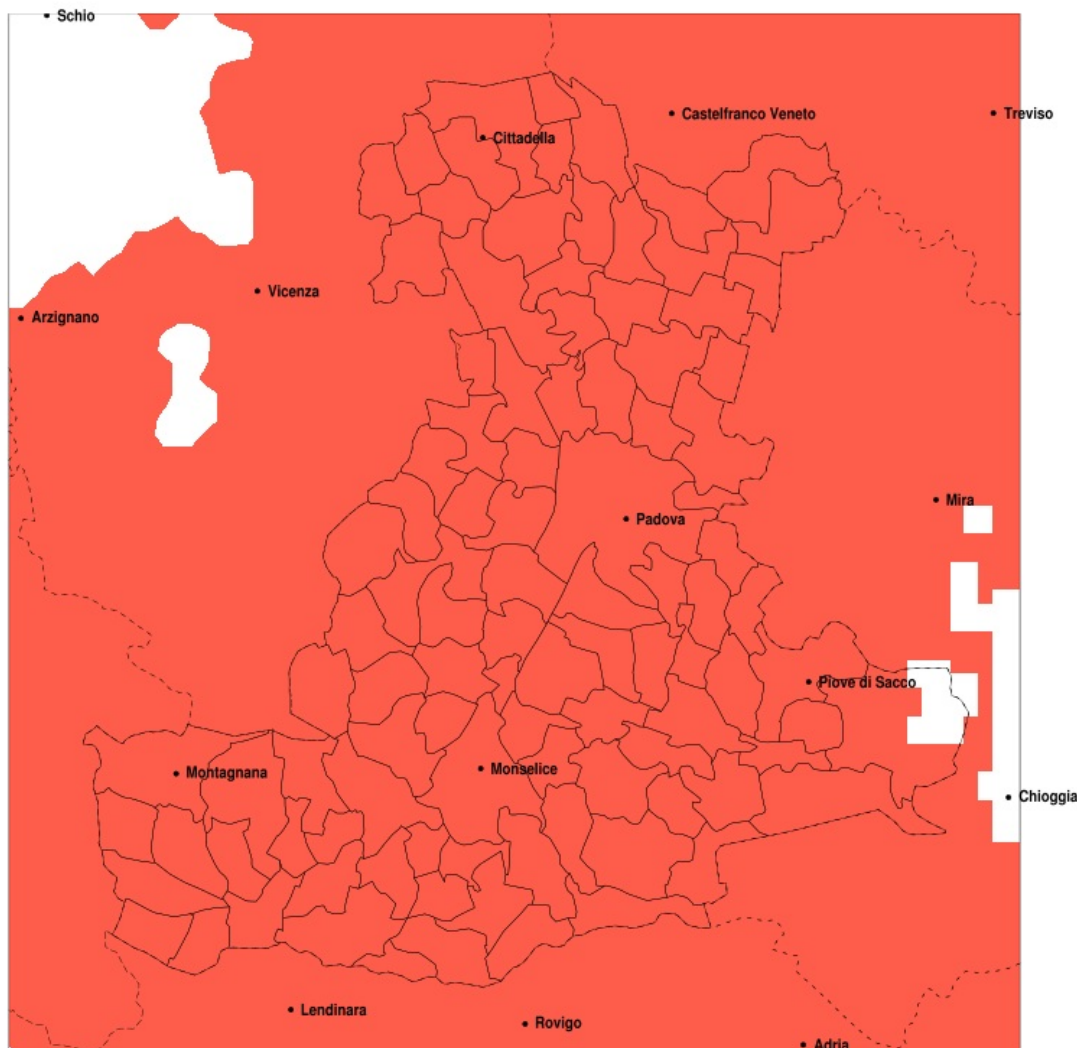 Schio
Castelfranco Veneto
Treviso
Cittadella
Vicenza
Arzignano
Mira
Padova
Piove di Sacco
Monselice
Montagnana
Chioggia
Lendinara
Rovigo
Adria